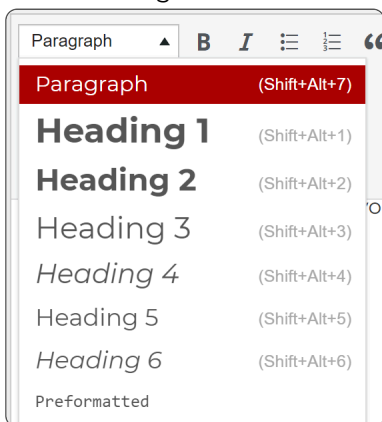 Paragraph B I
Paragraph (Shift+Alt+7)
Heading 1 (Shift+Alt+1)
Heading 2 (Shift+Alt+2)
Heading 3 (Shift+Alt+3)
Heading 4 (Shift+Alt+4)
Heading 5 (Shift+Alt+5)
Heading 6 (Shift+Alt+6)
Preformatted